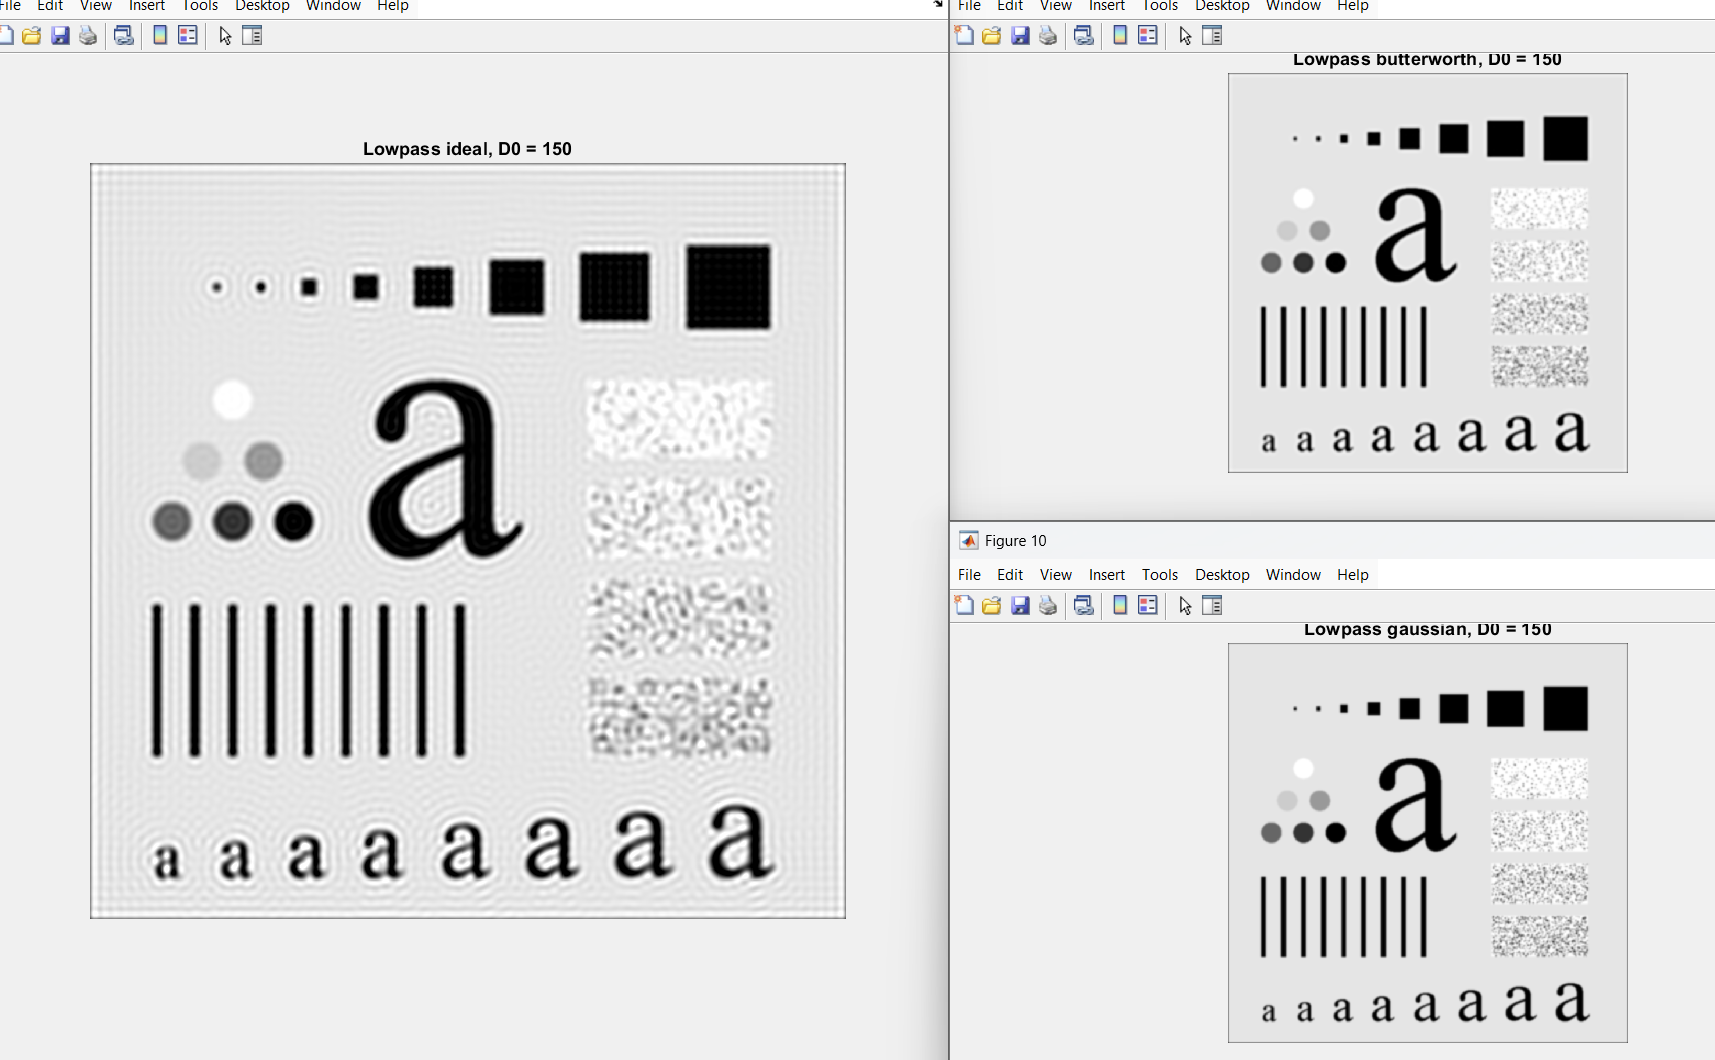 File Edit View Insert Tools Desktop Window Help
Lowpass ideal, D0 = 150
a
a a a a a a a a
File Edit View Insert Tools Desktop Window Help
Lowpass butterworth, D0 = 150
a
a a a a a a a a
Figure 10
File Edit View Insert Tools Desktop Window Help
Lowpass gaussian, D0 = 150
a
a a a a a a a a